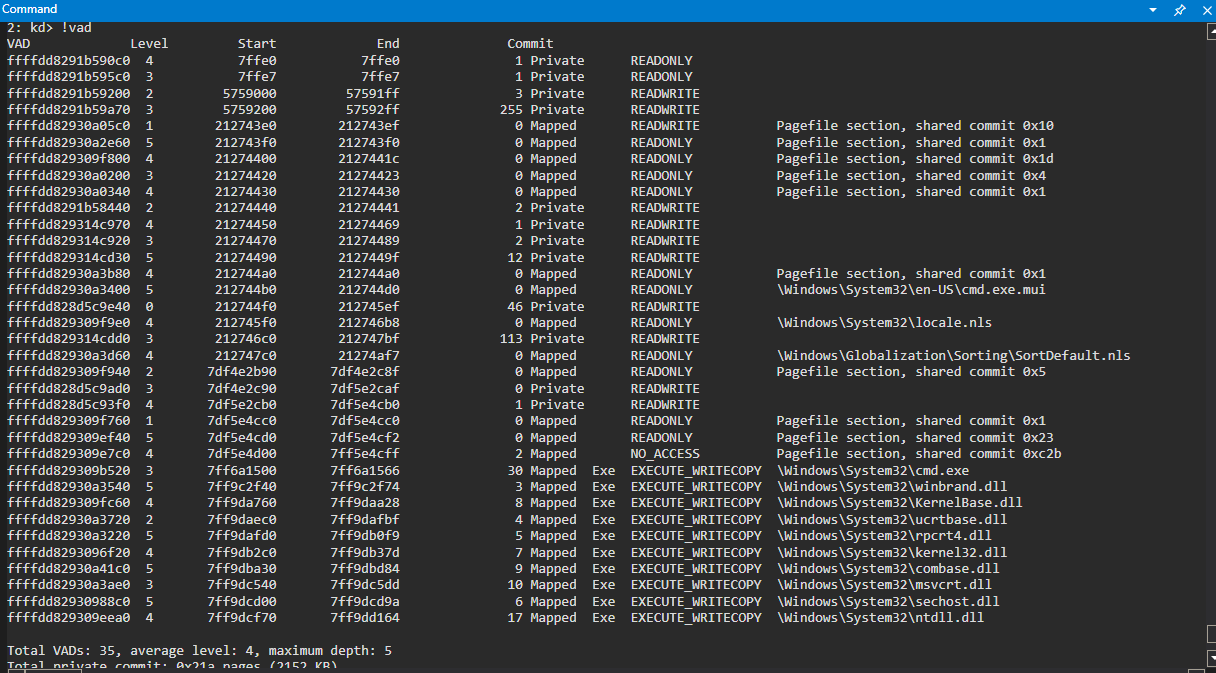 Command
2: kd> !vad
VAD Level Start End Commit
ffffdd8291b590c0 4 7ffe0 7ffe0 1 Private READONLY
ffffdd8291b595c0 3 7ffe7 7ffe7 1 Private READONLY
ffffdd8291b59200 2 5759000 57591ff 3 Private READWRITE
ffffdd8291b59a70 3 5759200 57592ff 255 Private READWRITE
ffffdd82930a05c0 1 212743e0 212743ef 0 Mapped READWRITE Pagefile section, shared commit 0x10
ffffdd82930a2e60 5 212743f0 212743f0 0 Mapped READONLY Pagefile section, shared commit 0x1
ffffdd829309f800 4 21274400 2127441c 0 Mapped READONLY Pagefile section, shared commit 0x1d
ffffdd82930a0200 3 21274420 21274423 0 Mapped READONLY Pagefile section, shared commit 0x4
ffffdd82930a0340 4 21274430 21274430 0 Mapped READONLY Pagefile section, shared commit 0x1
ffffdd8291b58440 2 21274440 21274441 2 Private READWRITE
ffffdd829314c970 4 21274450 21274469 1 Private READWRITE
ffffdd829314c920 3 21274470 21274489 2 Private READWRITE
ffffdd829314cd30 5 21274490 2127449f 12 Private READWRITE
ffffdd82930a3b80 4 212744a0 212744a0 0 Mapped READONLY Pagefile section, shared commit 0x1
ffffdd82930a3400 5 212744b0 212744d0 0 Mapped READONLY \Windows\System32\en-US\cmd.exe.mui
ffffdd828d5c9e40 0 212744f0 212745ef 46 Private READWRITE
ffffdd829309f9e0 4 212745f0 212746b8 0 Mapped READONLY \Windows\System32\locale.nls
ffffdd829314cdd0 3 212746c0 212747bf 113 Private READWRITE
ffffdd82930a3d60 4 212747c0 21274af7 0 Mapped READONLY \Windows\Globalization\Sorting\SortDefault.nls
ffffdd829309f940 2 7df4e2b90 7df4e2c8f 0 Mapped READONLY Pagefile section, shared commit 0x5
ffffdd828d5c9ad0 3 7df4e2c90 7df5e2caf 0 Private READWRITE
ffffdd828d5c93f0 4 7df5e2cb0 7df5e4cb0 1 Private READWRITE
ffffdd829309f760 1 7df5e4cc0 7df5e4cc0 0 Mapped READONLY Pagefile section, shared commit 0x1
ffffdd829309ef40 5 7df5e4cd0 7df5e4cf2 0 Mapped READONLY Pagefile section, shared commit 0x23
ffffdd829309e7c0 4 7df5e4d00 7ff5e4cff 2 Mapped NO_ACCESS Pagefile section, shared commit 0xc2b
ffffdd829309b520 3 7ff6a1500 7ff6a1566 30 Mapped Exe EXECUTE_WRITECOPY \Windows\System32\cmd.exe
ffffdd82930a3540 5 7ff9c2f40 7ff9c2f74 3 Mapped Exe EXECUTE_WRITECOPY \Windows\System32\winbrand.dll
ffffdd829309fc60 4 7ff9da760 7ff9daa28 8 Mapped Exe EXECUTE_WRITECOPY \Windows\System32\KernelBase.dll
ffffdd82930a3720 2 7ff9daec0 7ff9dafbf 4 Mapped Exe EXECUTE_WRITECOPY \Windows\System32\ucrtbase.dll
ffffdd82930a3220 5 7ff9dafd0 7ff9db0f9 5 Mapped Exe EXECUTE_WRITECOPY \Windows\System32\rpcrt4.dll
ffffdd8293096f20 4 7ff9db2c0 7ff9db37d 7 Mapped Exe EXECUTE_WRITECOPY \Windows\System32\kernel32.dll
ffffdd82930a41c0 5 7ff9dba30 7ff9dbd84 9 Mapped Exe EXECUTE_WRITECOPY \Windows\System32\combase.dll
ffffdd82930a3ae0 3 7ff9dc540 7ff9dc5dd 10 Mapped Exe EXECUTE_WRITECOPY \Windows\System32\msvcrt.dll
ffffdd82930988c0 5 7ff9dcd00 7ff9dcd9a 6 Mapped Exe EXECUTE_WRITECOPY \Windows\System32\sechost.dll
ffffdd829309eea0 4 7ff9dcf70 7ff9dd164 17 Mapped Exe EXECUTE_WRITECOPY \Windows\System32\ntdll.dll
Total VADs: 35, average level: 4, maximum depth: 5
Total private commit: 0x21a pages (2152 KB)